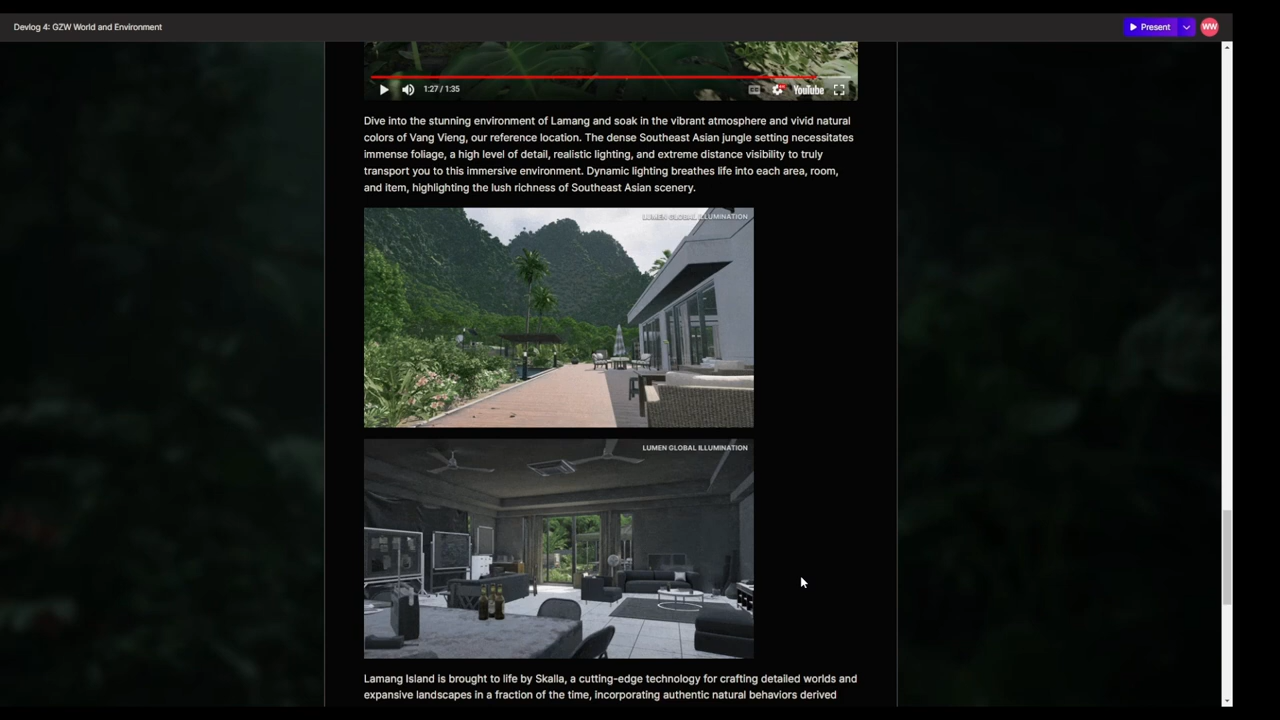 Devlog 4: GZW World and Environment
Present
WW
1:27 / 1:35
CC
YouTube
Dive into the stunning environment of Lamang and soak in the vibrant atmosphere and vivid natural
colors of Vang Vieng, our reference location. The dense Southeast Asian jungle setting necessitates
immense foliage, a high level of detail, realistic lighting, and extreme distance visibility to truly
transport you to this immersive environment. Dynamic lighting breathes life into each area, room,
and item, highlighting the lush richness of Southeast Asian scenery.
LUMEN GLOBAL ILLUMINATION
LUMEN GLOBAL ILLUMINATION
Lamang Island is brought to life by Skalla, a cutting-edge technology for crafting detailed worlds and
expansive landscapes in a fraction of the time, incorporating authentic natural behaviors derived